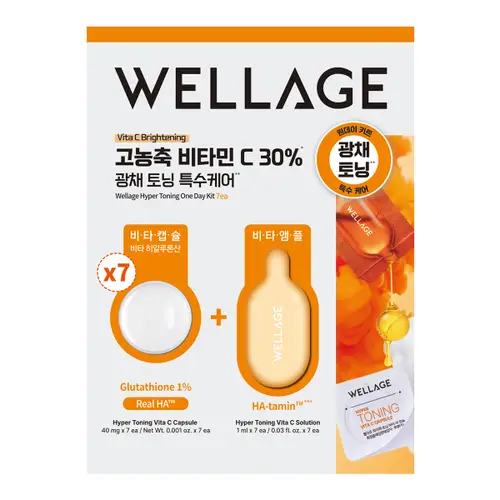 WELLAGE
Vita C Brightening
고농축 비타민 C 30%*
광채 토닝 특수케어**
Wellage Hyper Toning One Day Kit 7ea
원데이 키트
광채
토닝**
특수 케어
비·타·캡·슐
비타 히알루론산
x7
Glutathione 1%
Real HA™
Hyper Toning Vita C Capsule
40 mg x 7 ea / Net Wt. 0.001 oz. x 7 ea
+
비·타·앰·플
WELLAGE
HA-tamin™***
Hyper Toning Vita C Solution
1 ml x 7 ea / 0.03 fl. oz. x 7 ea
WELLAGE
WELLAGE
HYPER
TONING
VITA C CAPSULE